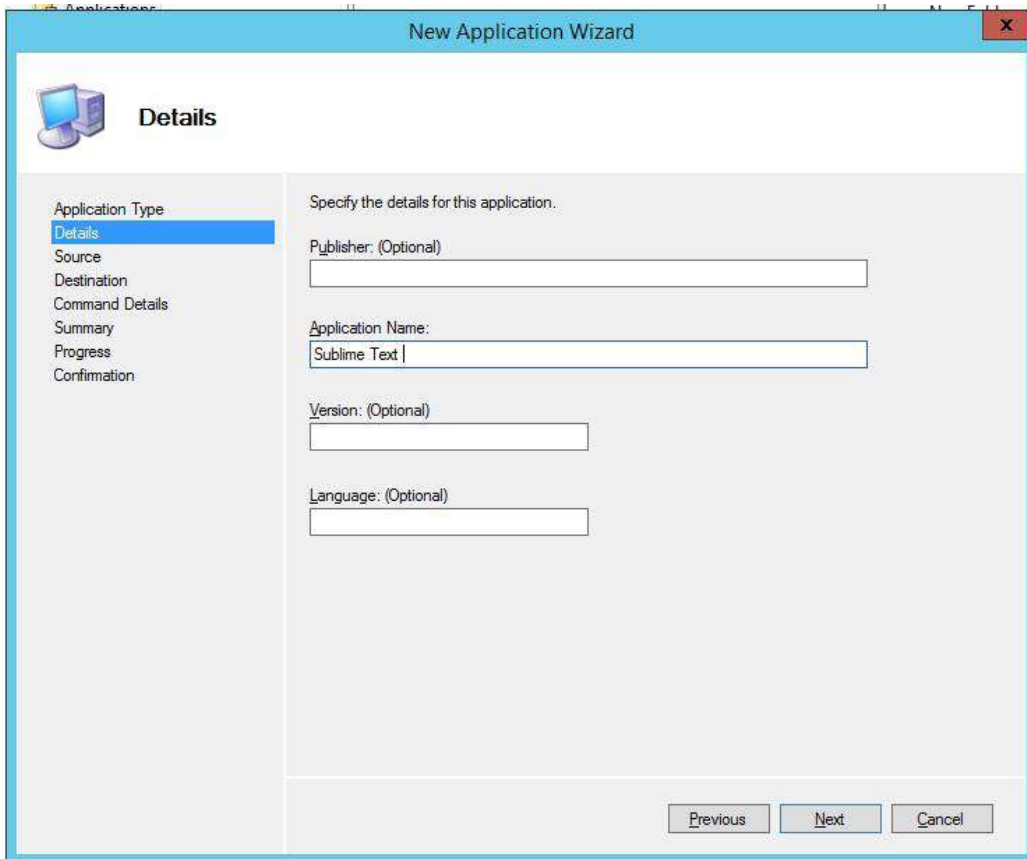 Applications
New Application Wizard
x
Details
Application Type
Details
Source
Destination
Command Details
Summary
Progress
Confirmation
Specify the details for this application.
Publisher: (Optional)
Application Name:
Sublime Text
Version: (Optional)
Language: (Optional)
Previous
Next
Cancel